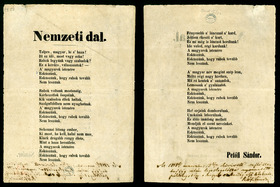 Nemzeti dal.
Talpra magyar, hí a' haza!
Itt az idő, most vagy soha!
Rabok legyünk vagy szabadok?
Ez a' kérdés, válasszatok!
A' magyarok istenére
Esküszünk,
Esküszünk, hogy rabok tovább
Nem leszünk.
Rabok voltunk mostanáig,
Kárhozottak ősapáink,
Kik szabadon éltek haltak,
Szolgaföldben nem nyughatnak.
A' magyarok istenére
Esküszünk,
Esküszünk, hogy rabok tovább
Nem leszünk.
Sehonnai bitang ember,
Ki most, ha kell, halni nem mer,
Kinek drágább rongy élete,
Mint a' haza becsülete.
A' magyarok istenére
Esküszünk,
Esküszünk, hogy rabok tovább
Nem leszünk.
Fényesebb a' láncznál a' kard,
Jobban ékesíti a' kart,
És mi még is lánczot hordunk!
Ide veled, régi kardunk!
A' magyarok istenére
Esküszünk,
Esküszünk, hogy rabok tovább
Nem leszünk.
A' magyar név megint szép lesz,
Méltó régi nagy hiréhez,
Mit rákentek a' századok,
Lemossuk a' gyalázatot.
A' magyarok istenére
Esküszünk,
Esküszünk, hogy rabok tovább
Nem leszünk.
Hol sírjaink domborulnak,
Unokáink leborulnak,
És áldó imádság mellett
Mondják el szent neveinket.
A' magyarok istenére
Esküszünk,
Esküszünk, hogy rabok tovább
Nem leszünk.
Petőfi Sándor.